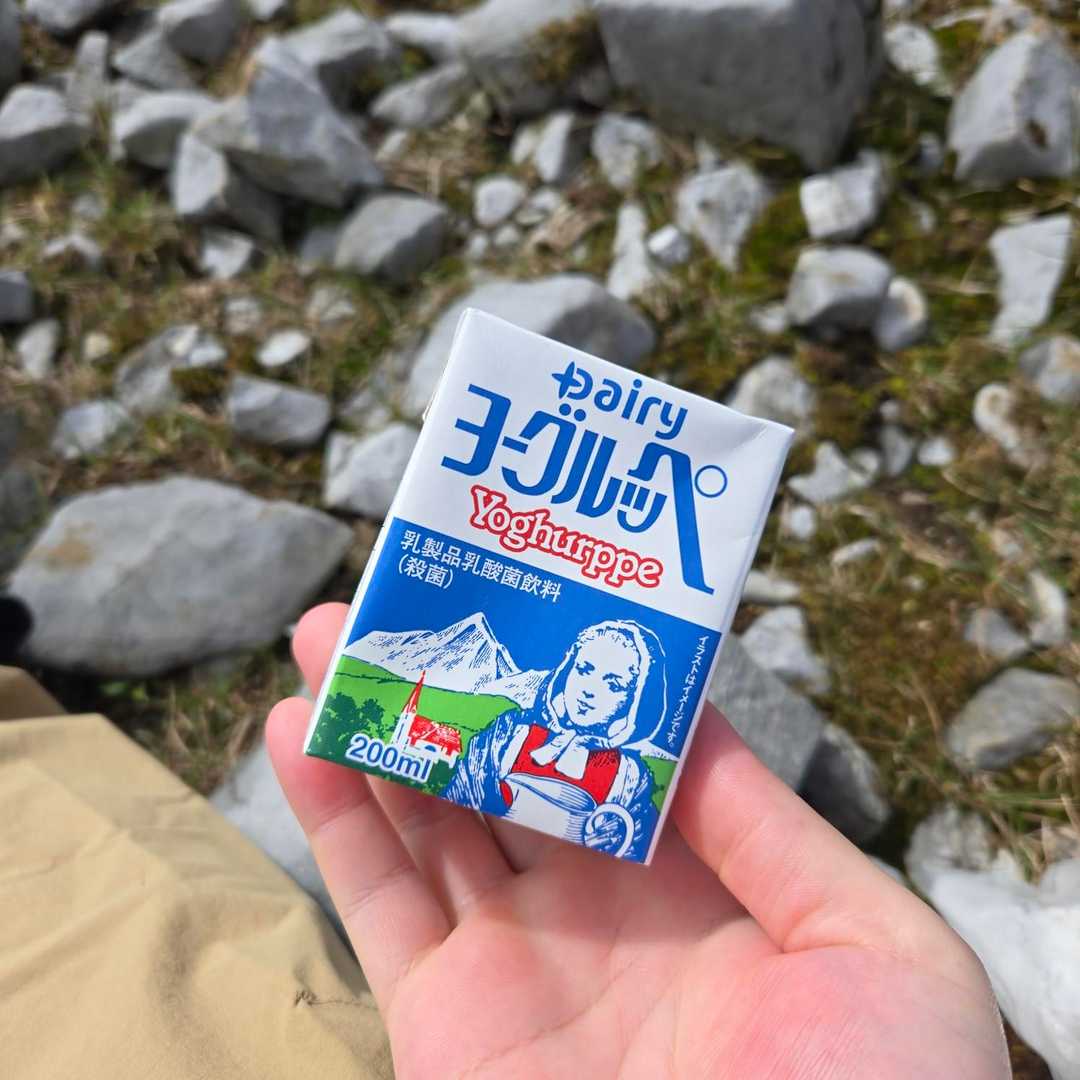 Dairy
ヨーグルッペ
Yoghurppe
乳製品乳酸菌飲料
(殺菌)
イラストはイメージです。
200ml